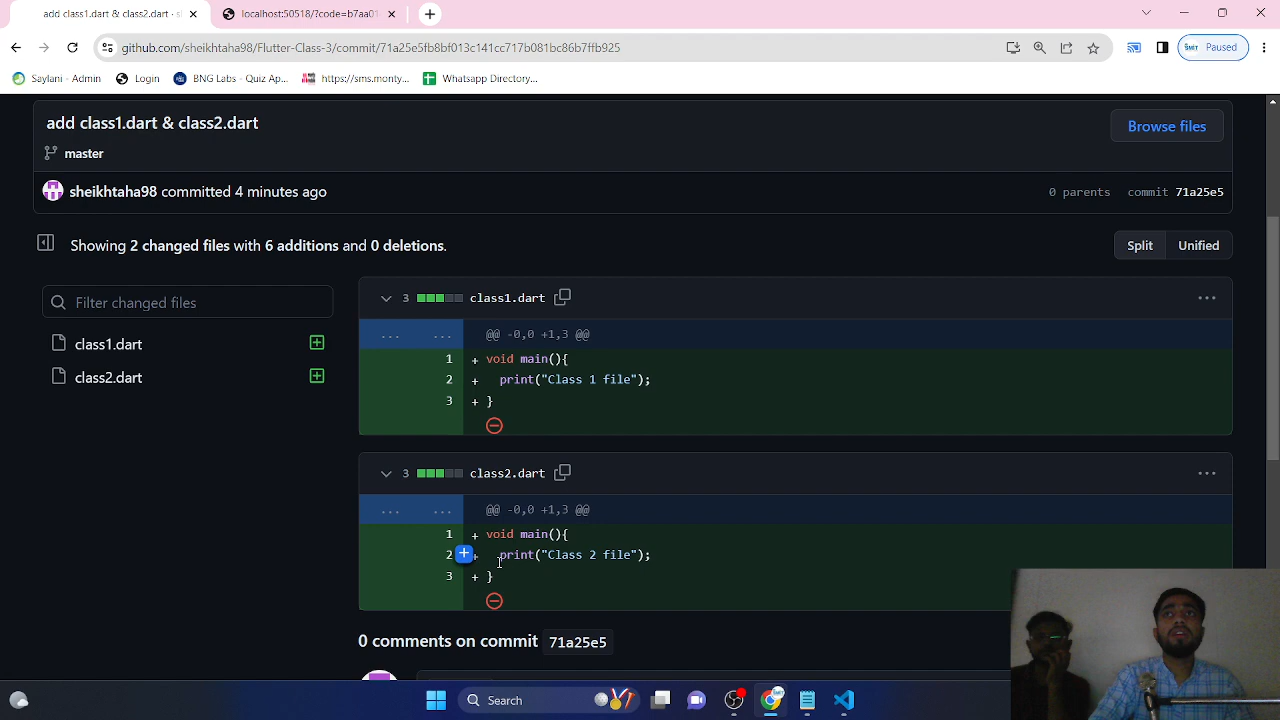 add class1.dart & class2.dart · s
localhost:50518/?code=b7aa01
github.com/sheikhtaha98/Flutter-Class-3/commit/71a25e5fb8bf013c141cc717b081bc86b7ffb925
Paused
Saylani - Admin
Login
BNG Labs - Quiz Ap...
https://sms.monty...
Whatsapp Directory...
add class1.dart & class2.dart
Browse files
master
sheikhtaha98 committed 4 minutes ago
0 parents commit 71a25e5
Showing 2 changed files with 6 additions and 0 deletions.
Split Unified
Filter changed files
class1.dart
class2.dart
3 class1.dart
... ... @@ -0,0 +1,3 @@
1 + void main(){
2 + print("Class 1 file");
3 + }
3 class2.dart
... ... @@ -0,0 +1,3 @@
1 + void main(){
2 + print("Class 2 file");
3 + }
0 comments on commit 71a25e5
Search